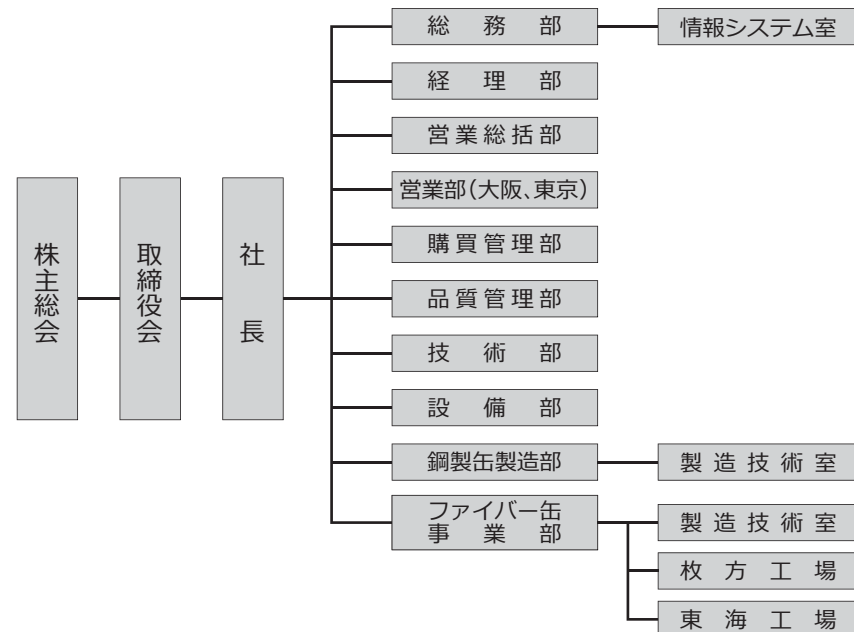 株主総会
取締役会
社長
総務部
情報システム室
経理部
営業総括部
営業部(大阪、東京)
購買管理部
品質管理部
技術部
設備部
鋼製缶製造部
製造技術室
ファイバー缶
事業部
製造技術室
枚方工場
東海工場